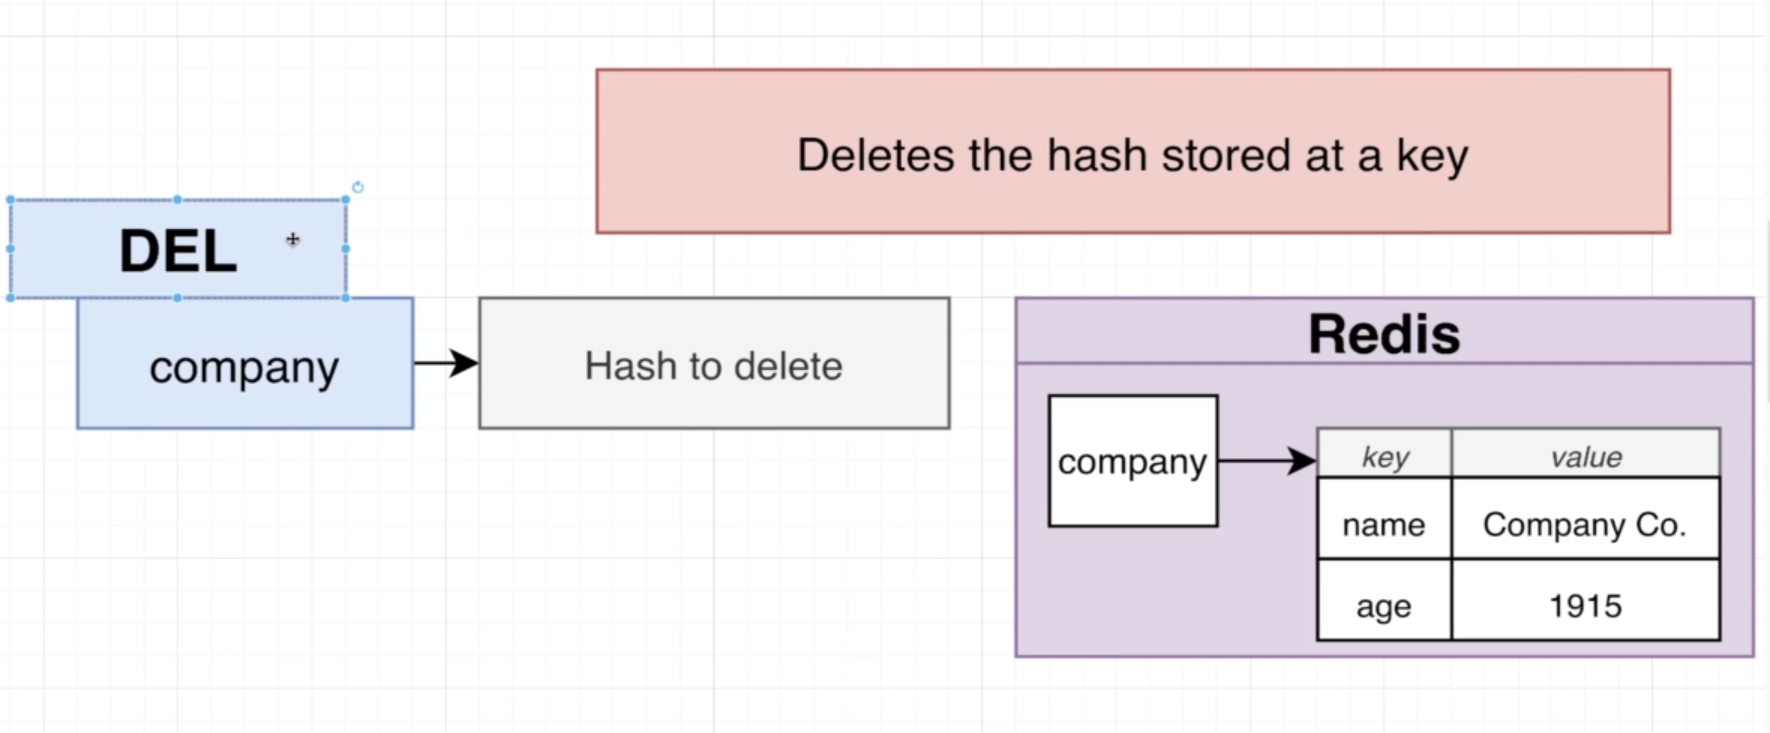 Deletes the hash stored at a key
DEL
company
Hash to delete
Redis
company
key value
name Company Co.
age 1915